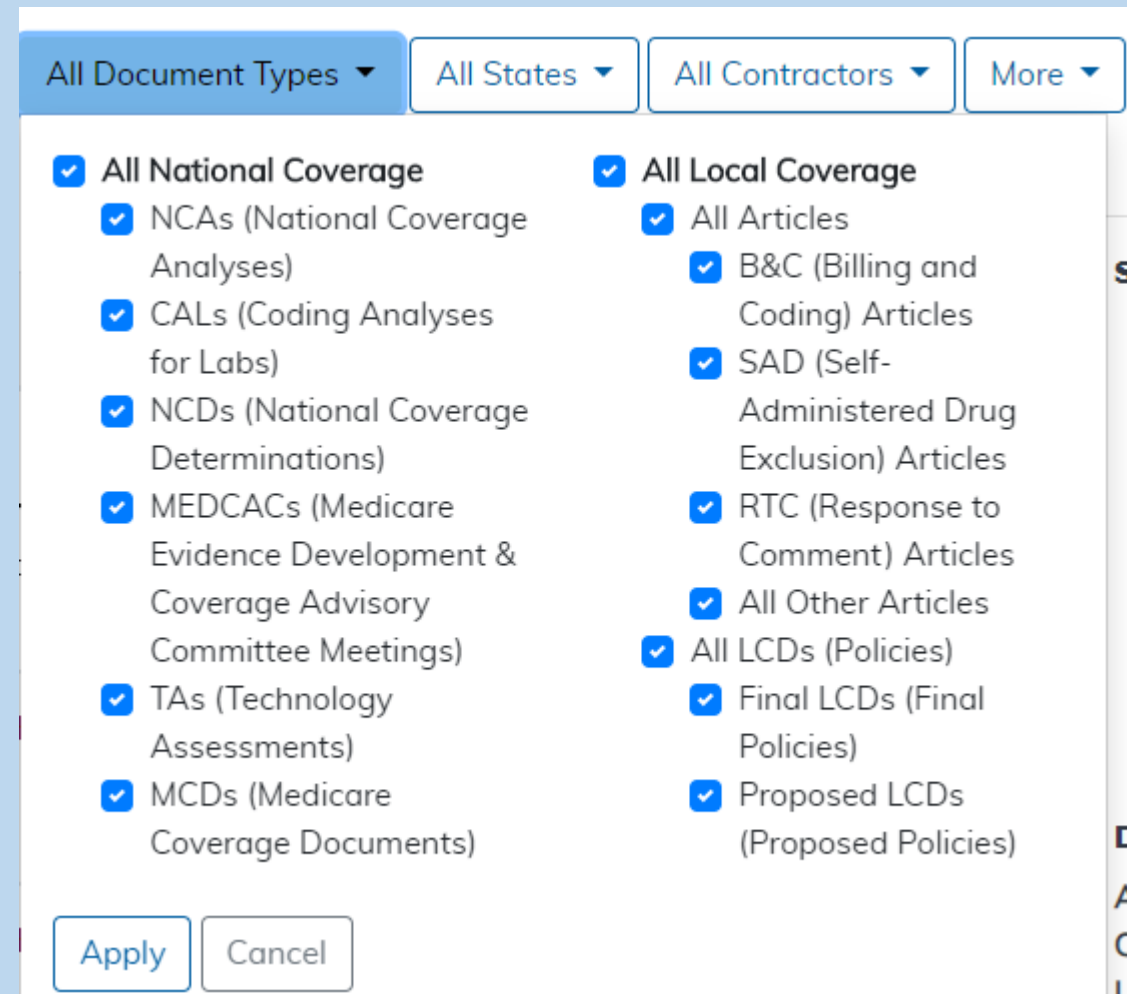 All Document Types
All States
All Contractors
More
All National Coverage
NCAs (National Coverage
Analyses)
CALs (Coding Analyses
for Labs)
NCDs (National Coverage
Determinations)
MEDCACs (Medicare
Evidence Development &
Coverage Advisory
Committee Meetings)
TAs (Technology
Assessments)
MCDs (Medicare
Coverage Documents)
All Local Coverage
All Articles
B&C (Billing and
Coding) Articles
SAD (Self-
Administered Drug
Exclusion) Articles
RTC (Response to
Comment) Articles
All Other Articles
All LCDs (Policies)
Final LCDs (Final
Policies)
Proposed LCDs
(Proposed Policies)
Apply
Cancel